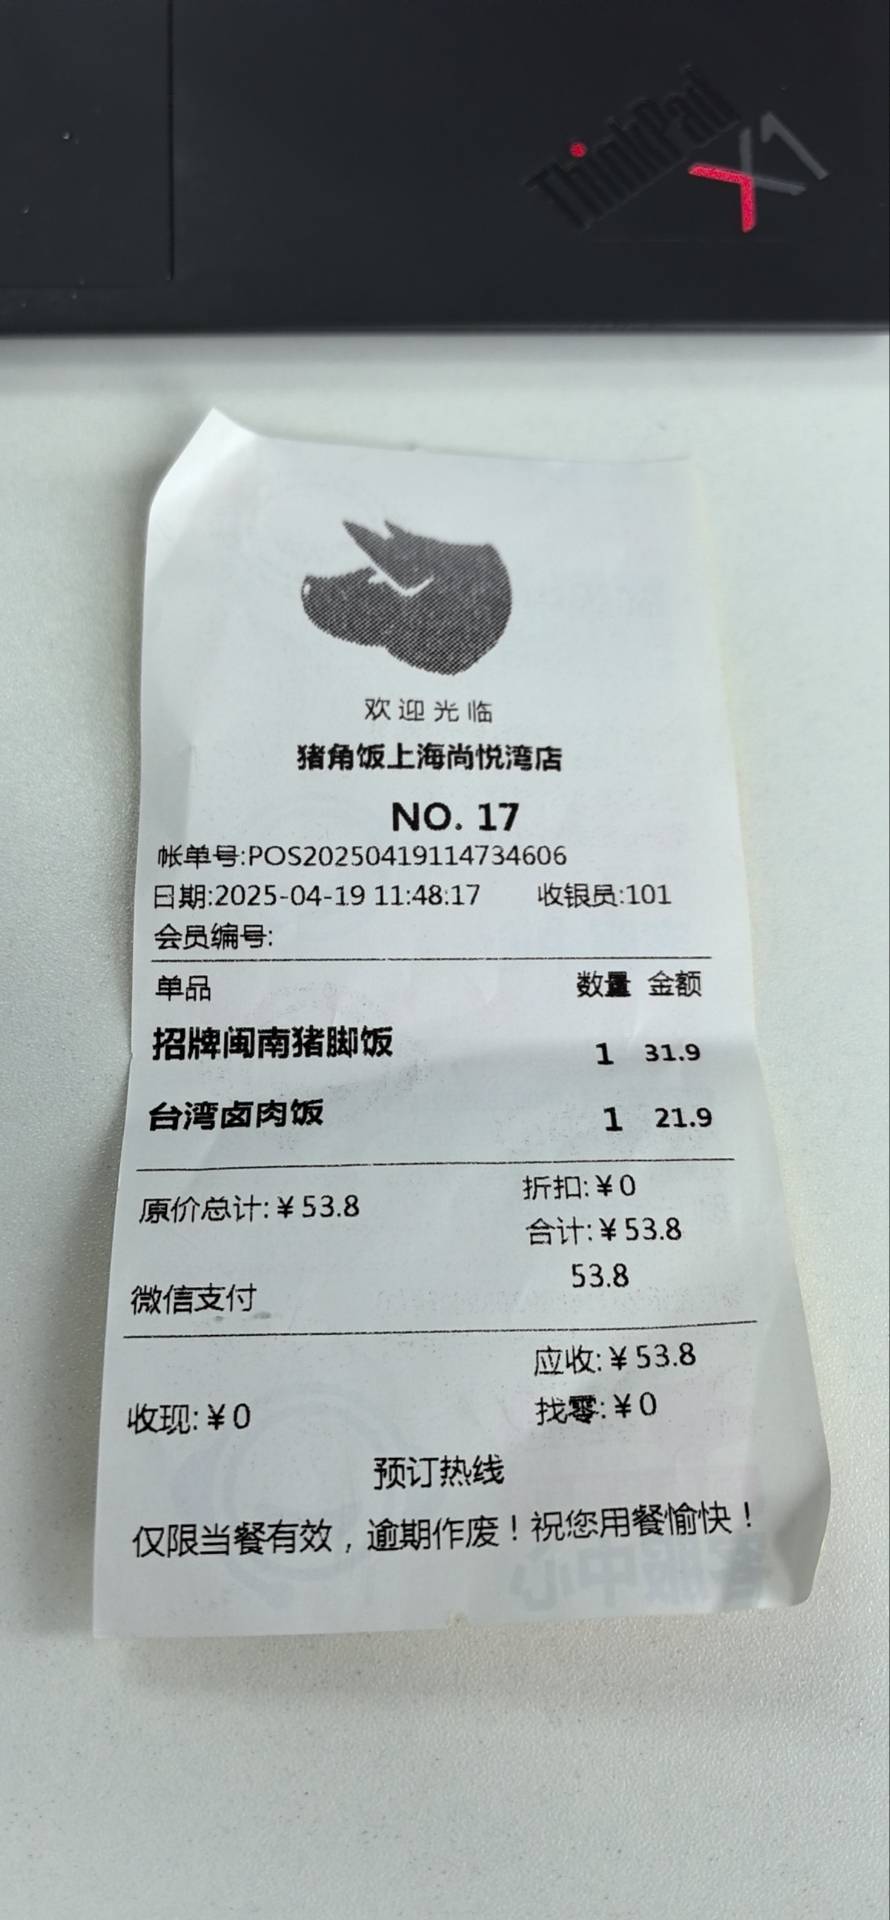 ThinkPad
X1
欢迎光临
猪角饭上海尚悦湾店
NO. 17
帐单号:POS20250419114734606
日期:2025-04-19 11:48:17 收银员:101
会员编号:
单品 数量 金额
招牌闽南猪脚饭 1 31.9
台湾卤肉饭 1 21.9
原价总计:￥53.8 折扣:￥0
合计:￥53.8
微信支付 53.8
应收:￥53.8
收现:￥0 找零:￥0
预订热线
仅限当餐有效，逾期作废！祝您用餐愉快！